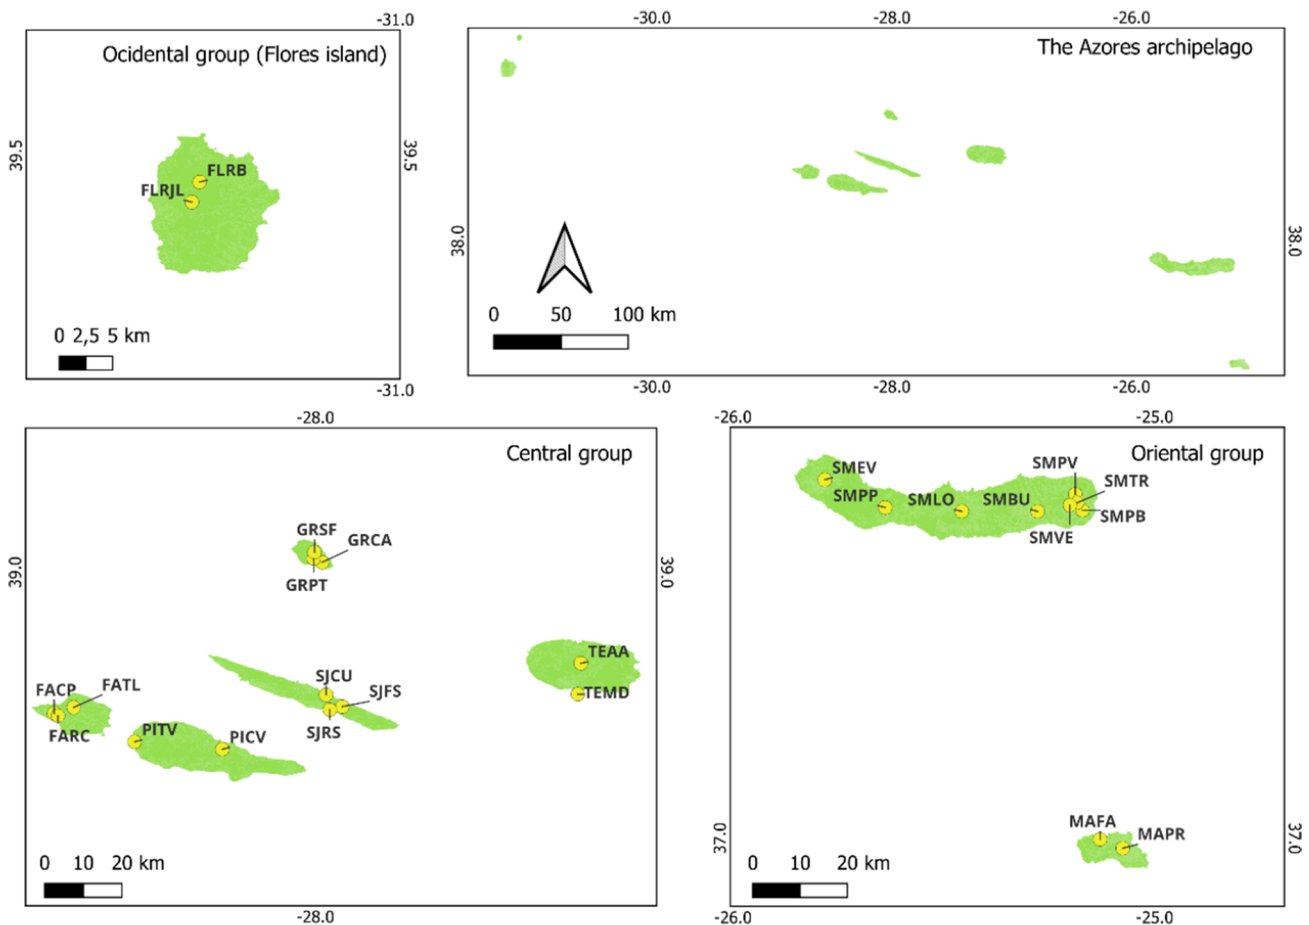 -31.0
Ocidental group (Flores island)
39.5
39.5
FLRB
FLRJL
0 2,5 5 km
-31.0
-30.0
-28.0
-26.0
The Azores archipelago
38.0
38.0
0 50 100 km
-30.0
-28.0
-26.0
-28.0
Central group
39.0
39.0
GRSF
GRCA
GRPT
TEAA
TEMD
SJCU
SJFS
SJRS
FACP
FATL
FARC
PITV
PICV
0 10 20 km
-28.0
-26.0
-25.0
Oriental group
SMEV
SMPP
SMLO
SMBU
SMPV
SMTR
SMPB
SMVE
37.0
37.0
MAFA
MAPR
0 10 20 km
-26.0
-25.0